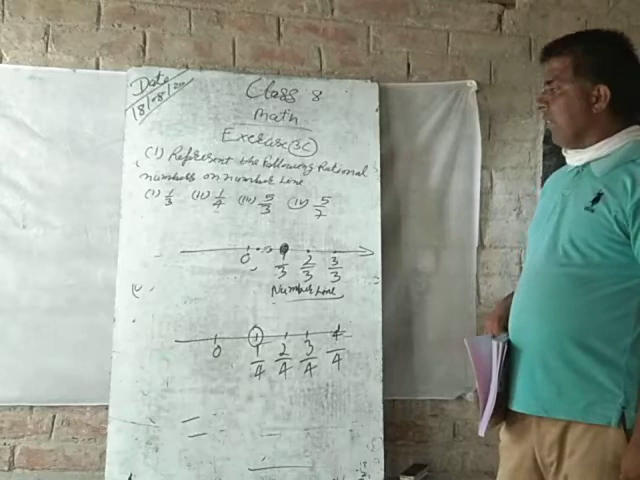 Date
18/08/20
Class 8
Math
Exercise 3C
(1) Represent the following Rational
numbers on number line
(i) 1/3 (ii) 1/4 (iii) 5/3 (iv) 5/7
0 1/3 2/3 3/3
Number line
0 1/4 2/4 3/4 4/4